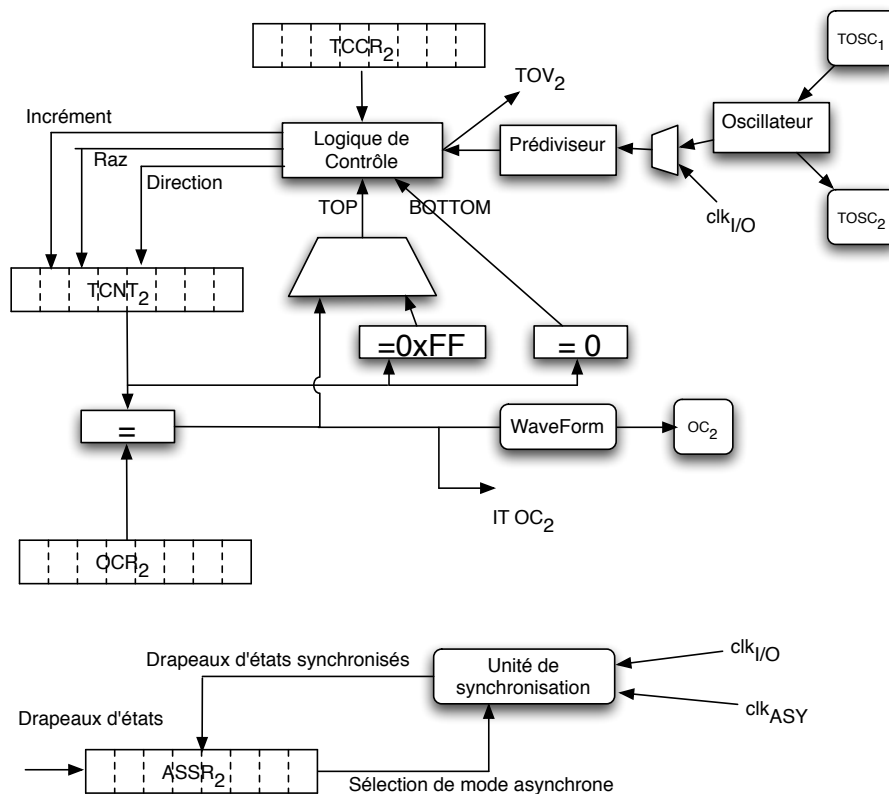 TCCR2
TOSC1
TOV2
Incrément
Logique de
Contrôle
Prédiviseur
Oscillateur
Raz
Direction
TOP
BOTTOM
clkI/O
TOSC2
TCNT2
=0xFF
= 0
=
WaveForm
OC2
IT OC2
OCR2
Drapeaux d'états synchronisés
Unité de
synchronisation
clkI/O
clkASY
Drapeaux d'états
ASSR2
Sélection de mode asynchrone